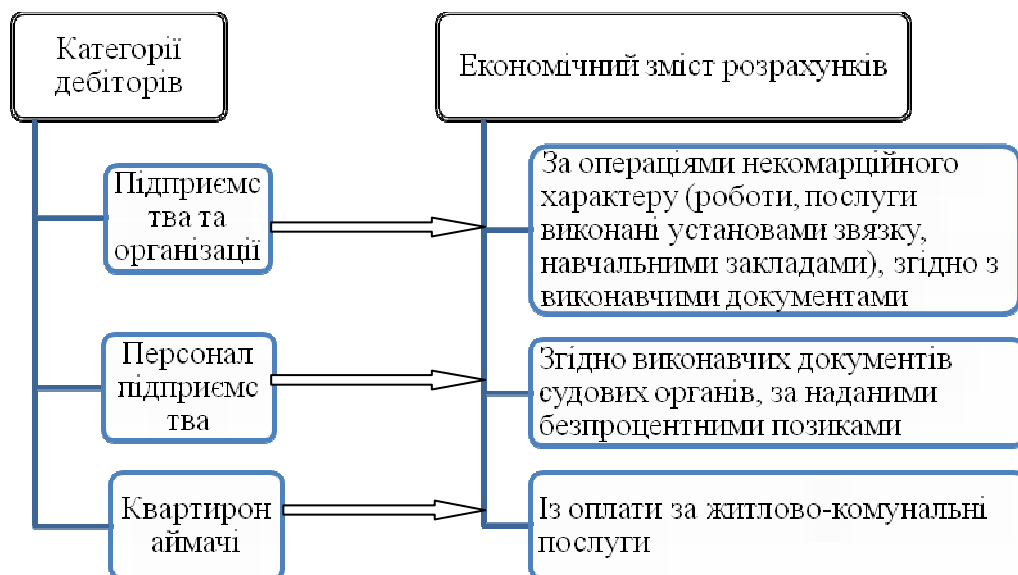 Категорії
дебіторів
Економічний зміст розрахунків
Підприємс
тва та
організації
За операціями некомарційного
характеру (роботи, послуги
виконані установами звязку,
навчальними закладами), згідно з
виконавчими документами
Персонал
підприємс
тва
Згідно виконавчих документів
судових органів, за наданими
безпроцентними позиками
Квартирон
аймачі
Із оплати за житлово-комунальні
послуги